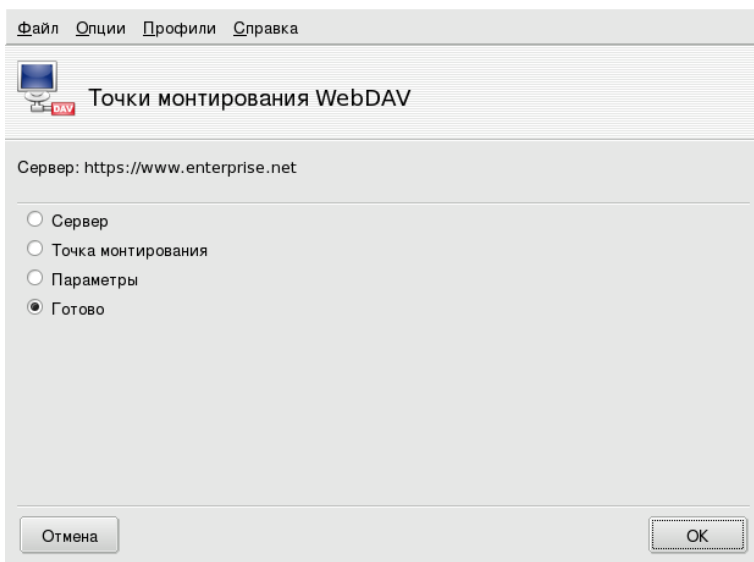 Файл Опции Профили Справка
DAV
Точки монтирования WebDAV
Сервер: https://www.enterprise.net
Сервер
Точка монтирования
Параметры
Готово
Отмена OK